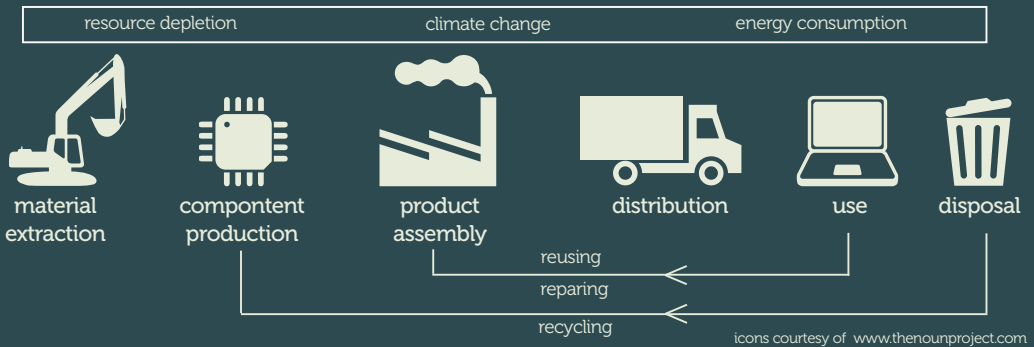 resource depletion climate change energy consumption
material extraction
compontent production
product assembly
distribution
use
disposal
reusing
reparing
recycling
icons courtesy of www.thenounproject.com